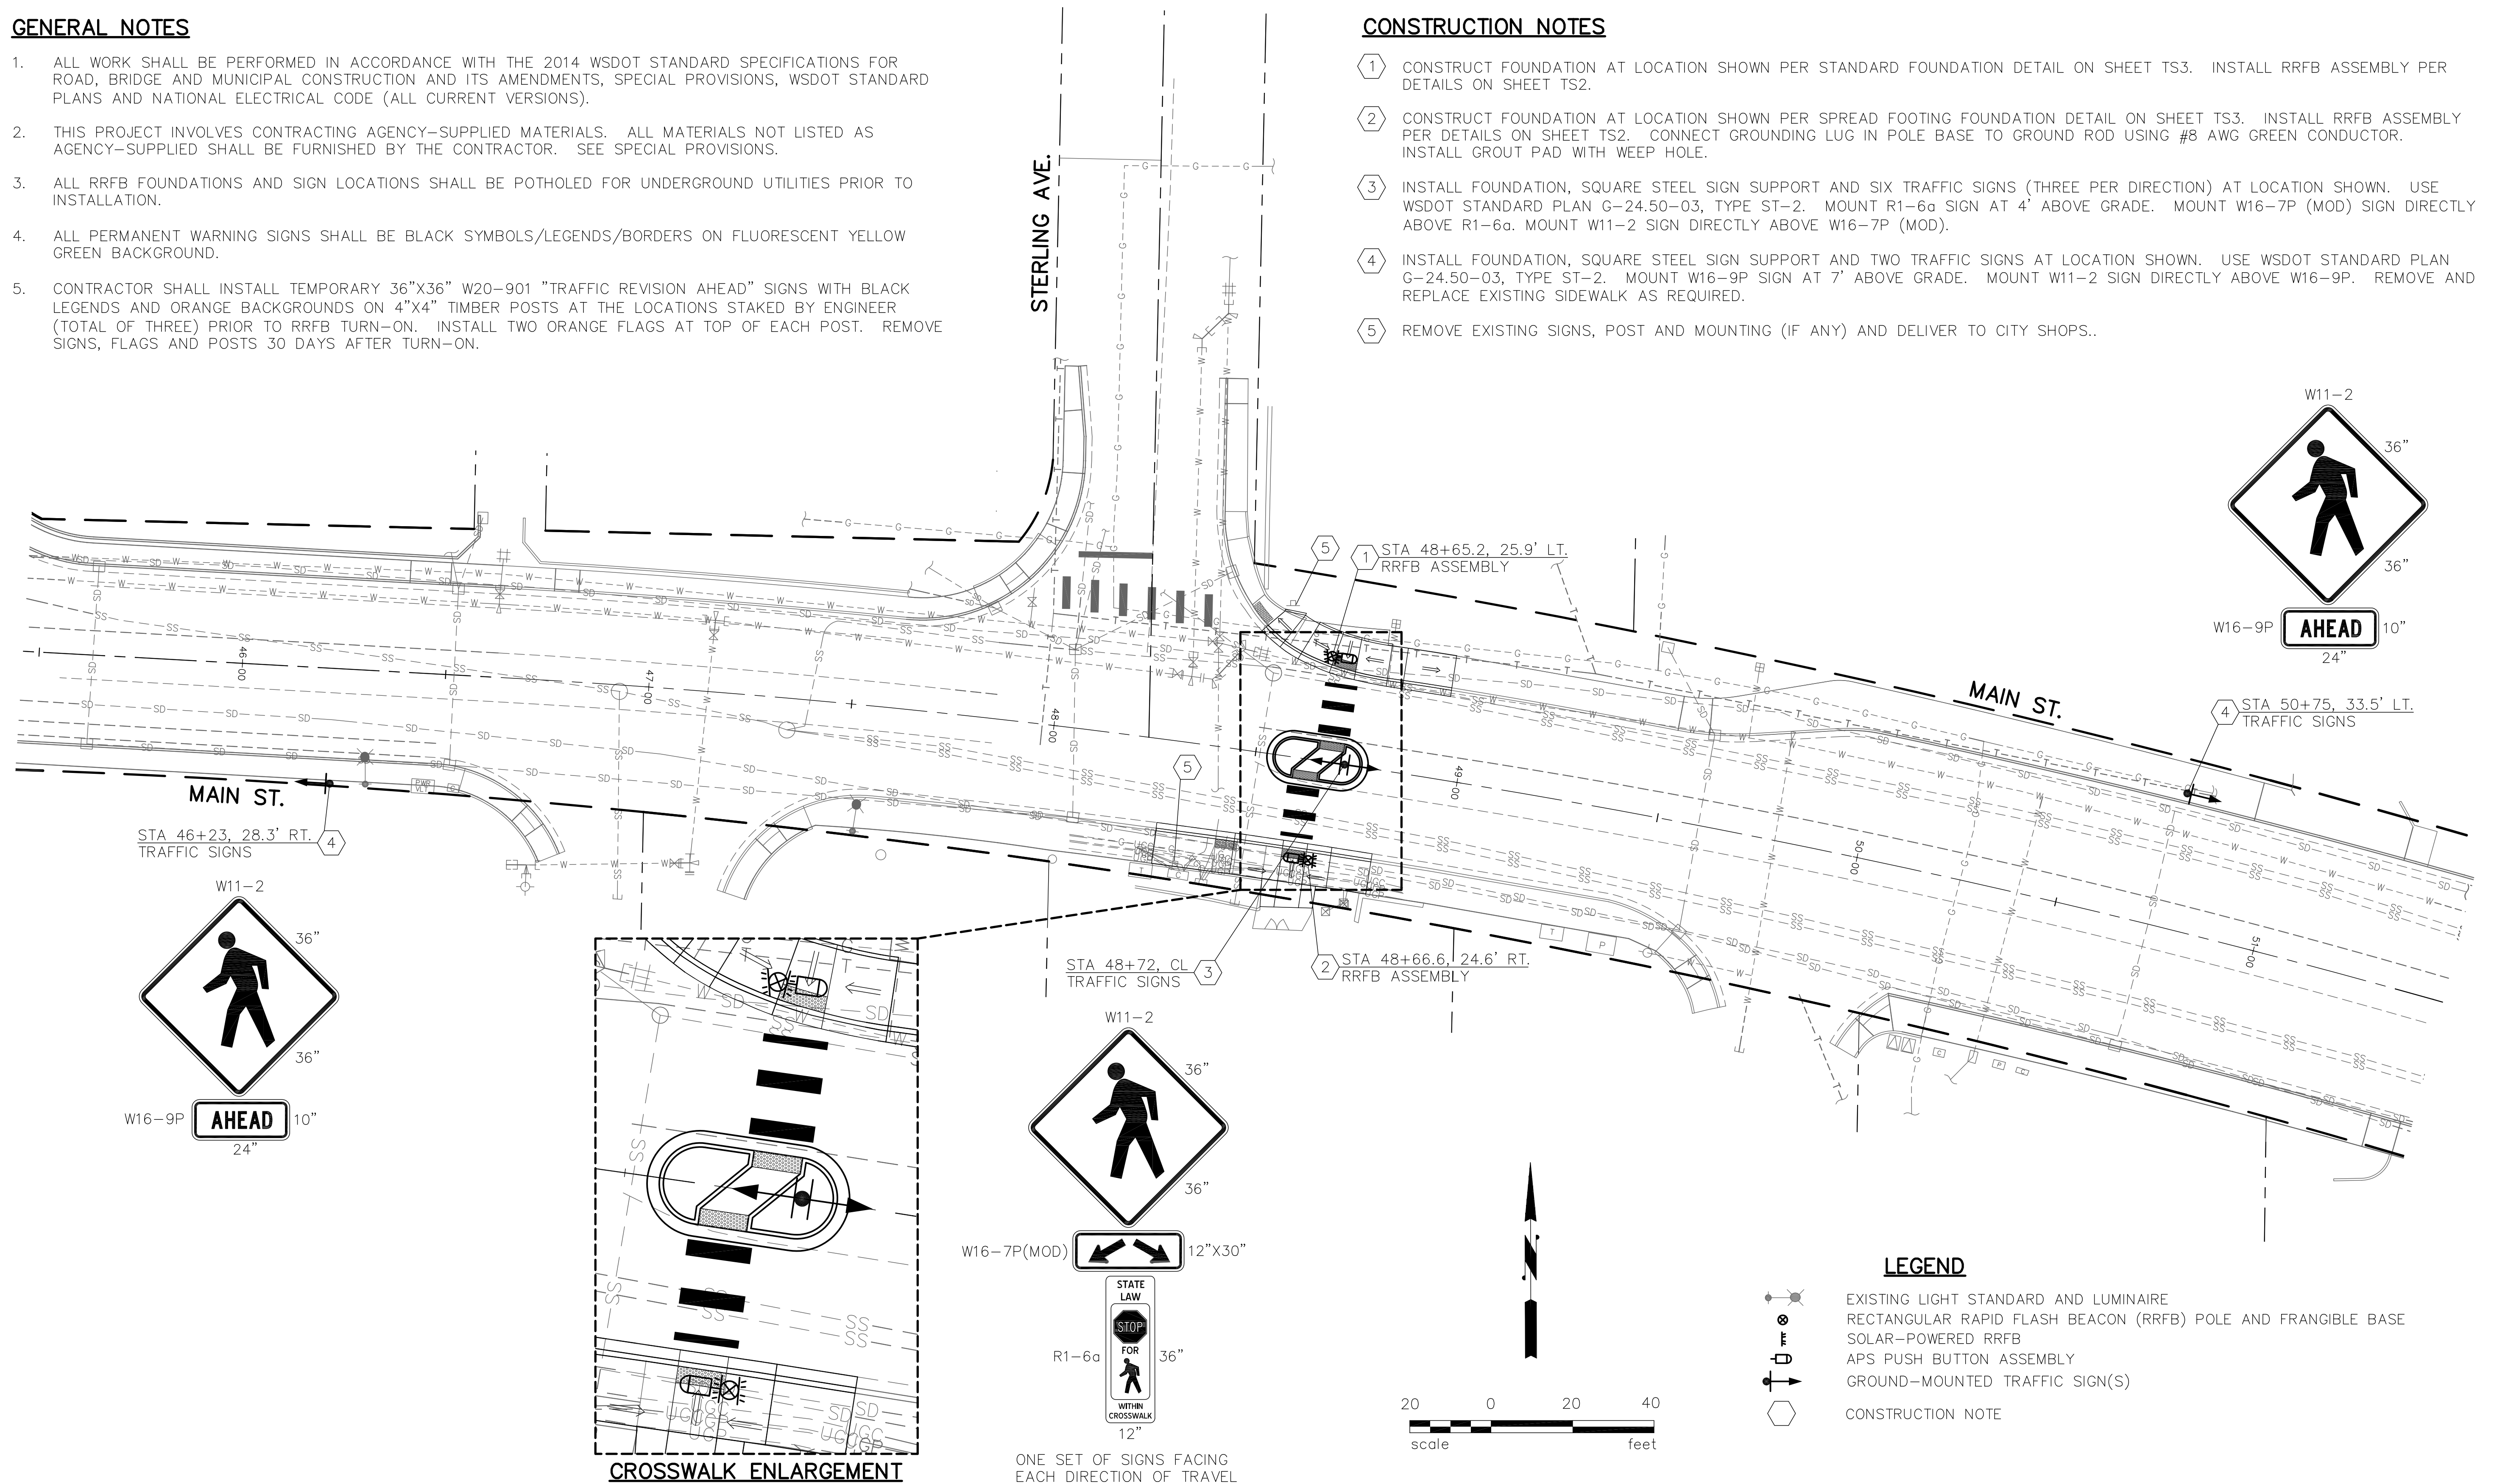 GENERAL NOTES
1. ALL WORK SHALL BE PERFORMED IN ACCORDANCE WITH THE 2014 WSDOT STANDARD SPECIFICATIONS FOR
ROAD, BRIDGE AND MUNICIPAL CONSTRUCTION AND ITS AMENDMENTS, SPECIAL PROVISIONS, WSDOT STANDARD
PLANS AND NATIONAL ELECTRICAL CODE (ALL CURRENT VERSIONS).
2. THIS PROJECT INVOLVES CONTRACTING AGENCY-SUPPLIED MATERIALS. ALL MATERIALS NOT LISTED AS
AGENCY-SUPPLIED SHALL BE FURNISHED BY THE CONTRACTOR. SEE SPECIAL PROVISIONS.
3. ALL RRFB FOUNDATIONS AND SIGN LOCATIONS SHALL BE POTHOLED FOR UNDERGROUND UTILITIES PRIOR TO
INSTALLATION.
4. ALL PERMANENT WARNING SIGNS SHALL BE BLACK SYMBOLS/LEGENDS/BORDERS ON FLUORESCENT YELLOW
GREEN BACKGROUND.
5. CONTRACTOR SHALL INSTALL TEMPORARY 36"X36" W20-901 "TRAFFIC REVISION AHEAD" SIGNS WITH BLACK
LEGENDS AND ORANGE BACKGROUNDS ON 4"X4" TIMBER POSTS AT THE LOCATIONS STAKED BY ENGINEER
(TOTAL OF THREE) PRIOR TO RRFB TURN-ON. INSTALL TWO ORANGE FLAGS AT TOP OF EACH POST. REMOVE
SIGNS, FLAGS AND POSTS 30 DAYS AFTER TURN-ON.
CONSTRUCTION NOTES
1 CONSTRUCT FOUNDATION AT LOCATION SHOWN PER STANDARD FOUNDATION DETAIL ON SHEET TS3. INSTALL RRFB ASSEMBLY PER
DETAILS ON SHEET TS2.
2 CONSTRUCT FOUNDATION AT LOCATION SHOWN PER SPREAD FOOTING FOUNDATION DETAIL ON SHEET TS3. INSTALL RRFB ASSEMBLY
PER DETAILS ON SHEET TS2. CONNECT GROUNDING LUG IN POLE BASE TO GROUND ROD USING #8 AWG GREEN CONDUCTOR.
INSTALL GROUT PAD WITH WEEP HOLE.
3 INSTALL FOUNDATION, SQUARE STEEL SIGN SUPPORT AND SIX TRAFFIC SIGNS (THREE PER DIRECTION) AT LOCATION SHOWN. USE
WSDOT STANDARD PLAN G-24.50-03, TYPE ST-2. MOUNT R1-6a SIGN AT 4' ABOVE GRADE. MOUNT W16-7P (MOD) SIGN DIRECTLY
ABOVE R1-6a. MOUNT W11-2 SIGN DIRECTLY ABOVE W16-7P (MOD).
4 INSTALL FOUNDATION, SQUARE STEEL SIGN SUPPORT AND TWO TRAFFIC SIGNS AT LOCATION SHOWN. USE WSDOT STANDARD PLAN
G-24.50-03, TYPE ST-2. MOUNT W16-9P SIGN AT 7' ABOVE GRADE. MOUNT W11-2 SIGN DIRECTLY ABOVE W16-9P. REMOVE AND
REPLACE EXISTING SIDEWALK AS REQUIRED.
5 REMOVE EXISTING SIGNS, POST AND MOUNTING (IF ANY) AND DELIVER TO CITY SHOPS..
STERLING AVE.
W11-2
36"
36"
W16-9P AHEAD 10"
24"
5
1 STA 48+65.2, 25.9' LT.
RRFB ASSEMBLY
MAIN ST.
4 STA 50+75, 33.5' LT.
TRAFFIC SIGNS
46+00
47+00
48+00
49+00
50+00
51+00
MAIN ST.
STA 46+23, 28.3' RT.
TRAFFIC SIGNS 4
5
STA 48+72, CL
TRAFFIC SIGNS 3
2 STA 48+66.6, 24.6' RT.
RRFB ASSEMBLY
W11-2
36"
36"
W16-9P AHEAD 10"
24"
CROSSWALK ENLARGEMENT
W11-2
36"
36"
W16-7P(MOD) 12"X30"
STATE
LAW
STOP
FOR
R1-6a 36"
WITHIN
CROSSWALK
12"
ONE SET OF SIGNS FACING
EACH DIRECTION OF TRAVEL
N
20 0 20 40
scale feet
LEGEND
EXISTING LIGHT STANDARD AND LUMINAIRE
RECTANGULAR RAPID FLASH BEACON (RRFB) POLE AND FRANGIBLE BASE
SOLAR-POWERED RRFB
APS PUSH BUTTON ASSEMBLY
GROUND-MOUNTED TRAFFIC SIGN(S)
CONSTRUCTION NOTE